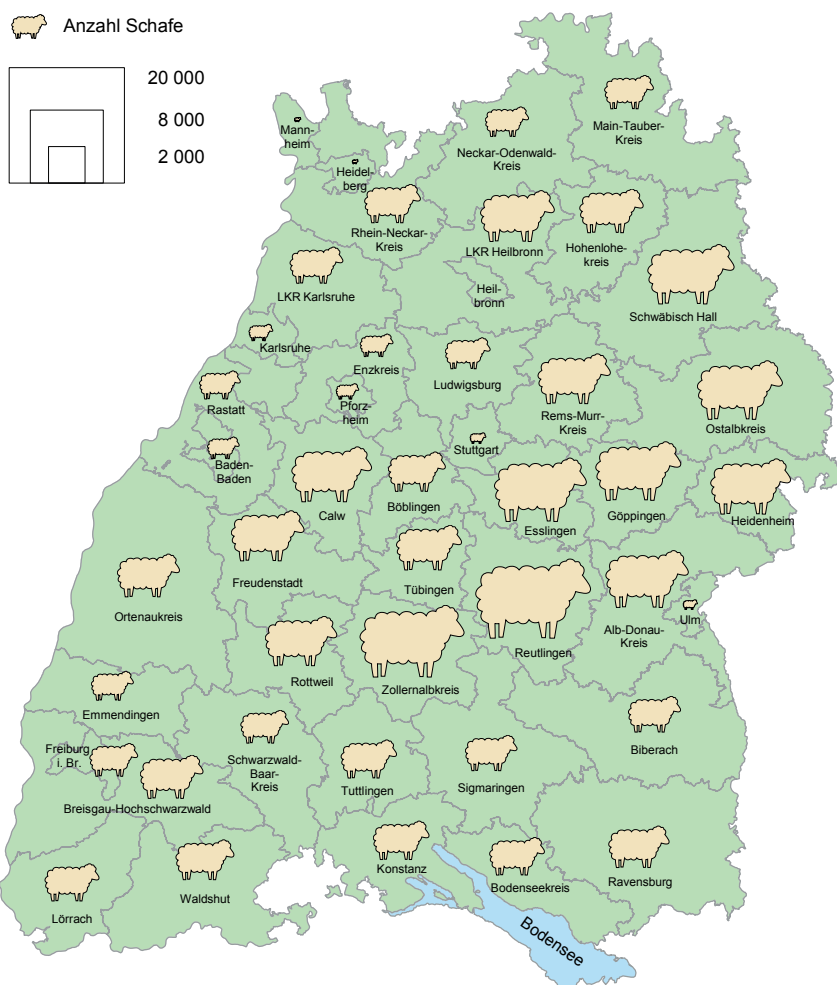 Anzahl Schafe
20 000
8 000
2 000
Mann-
heim
Heidel-
berg
Main-Tauber-
Kreis
Neckar-Odenwald-
Kreis
Rhein-Neckar-
Kreis
LKR Heilbronn
Hohenlohe-
kreis
LKR Karlsruhe
Heil-
bronn
Schwäbisch Hall
Karlsruhe
Enzkreis
Ludwigsburg
Rastatt
Pforz-
heim
Rems-Murr-
Kreis
Ostalbkreis
Stuttgart
Baden-
Baden
Calw
Böblingen
Esslingen
Göppingen
Heidenheim
Freudenstadt
Tübingen
Ortenaukreis
Reutlingen
Alb-Donau-
Kreis
Ulm
Rottweil
Zollernalbkreis
Emmendingen
Biberach
Freiburg
i. Br.
Schwarzwald-
Baar-
Kreis
Tuttlingen
Sigmaringen
Breisgau-Hochschwarzwald
Konstanz
Bodenseekreis
Ravensburg
Waldshut
Lörrach
Bodensee